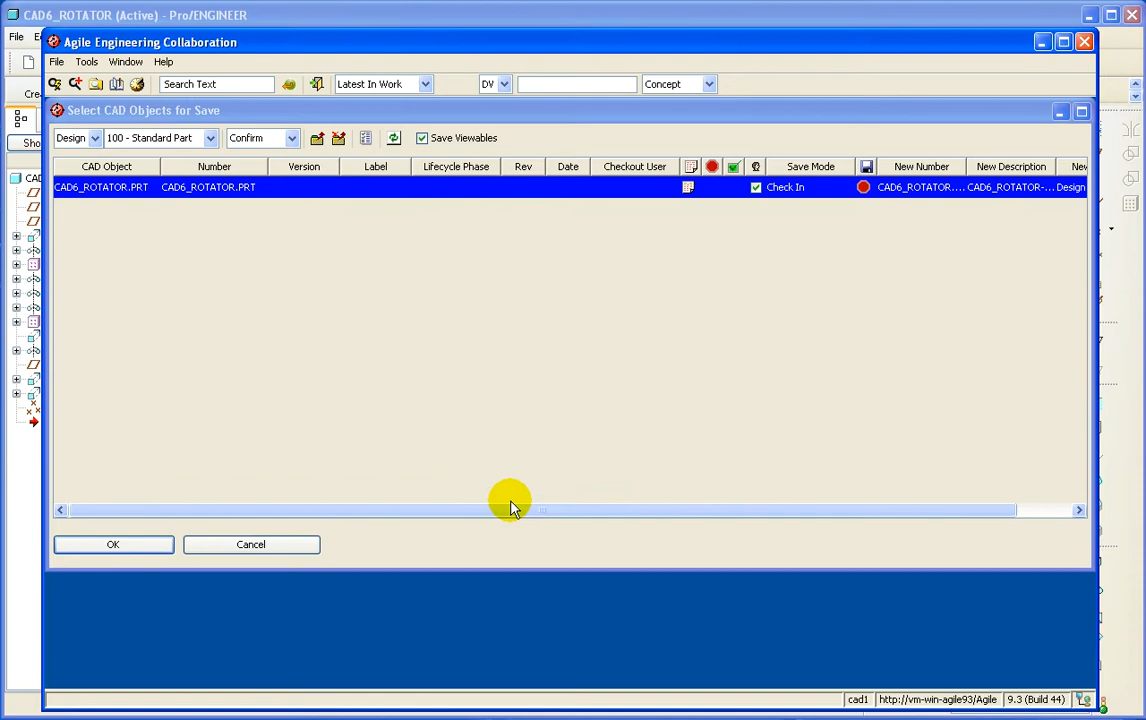 CAD6_ROTATOR (Active) - Pro/ENGINEER
File
Agile Engineering Collaboration
File Tools Window Help
Search Text Latest In Work DV Concept
Select CAD Objects for Save
Design 100 - Standard Part Confirm Save Viewables
CAD Object Number Version Label Lifecycle Phase Rev Date Checkout User Save Mode New Number New Description New
CAD6_ROTATOR.PRT CAD6_ROTATOR.PRT Check In CAD6_ROTATOR.... CAD6_ROTATOR-... Design
Sho
CAD
OK Cancel
cad1 http://vm-win-agile93/Agile 9.3 (Build 44)